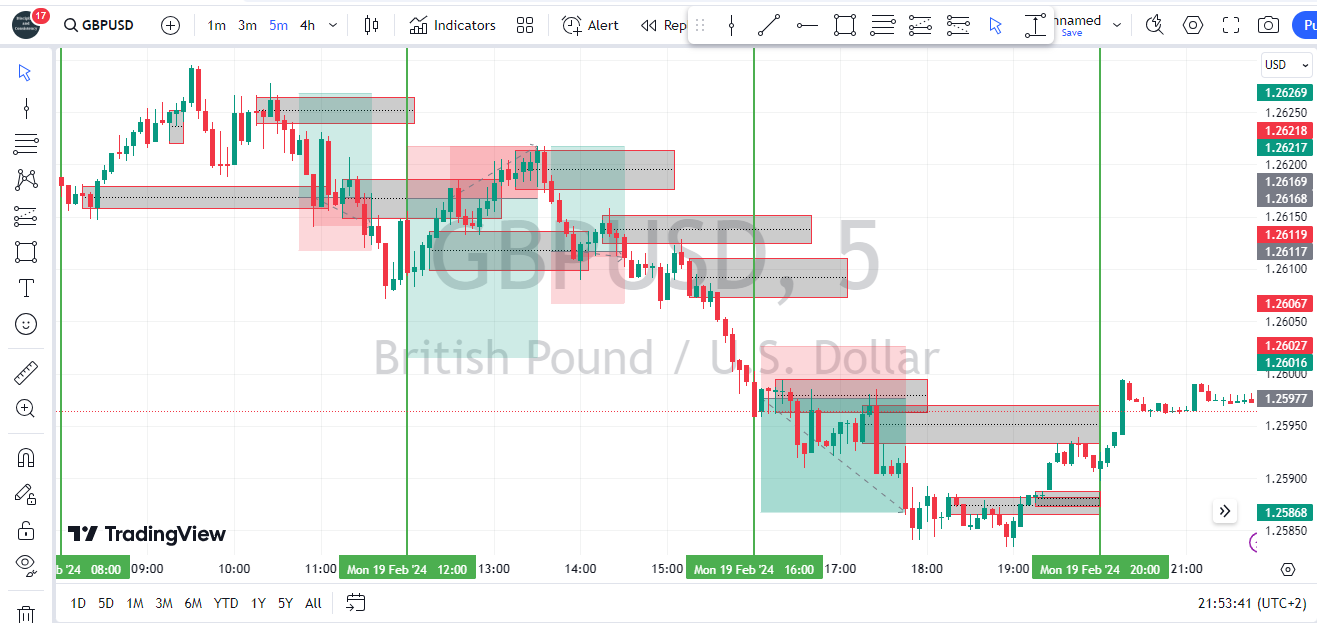 17
GBPUSD
1m 3m 5m 4h
Indicators
Alert
Rep
nnamed
Save
Pu
USD
1.26269
1.26250
1.26218
1.26217
1.26200
1.26169
1.26168
1.26150
1.26119
1.26117
1.26100
1.26067
1.26050
1.26027
1.26016
1.26000
1.25977
1.25950
1.25900
1.25868
1.25850
GBPUSD, 5
British Pound / U.S. Dollar
TradingView
b '24 08:00 09:00 10:00 11:00 Mon 19 Feb '24 12:00 13:00 14:00 15:00 Mon 19 Feb '24 16:00 17:00 18:00 19:00 Mon 19 Feb '24 20:00 21:00
1D 5D 1M 3M 6M YTD 1Y 5Y All
21:53:41 (UTC+2)